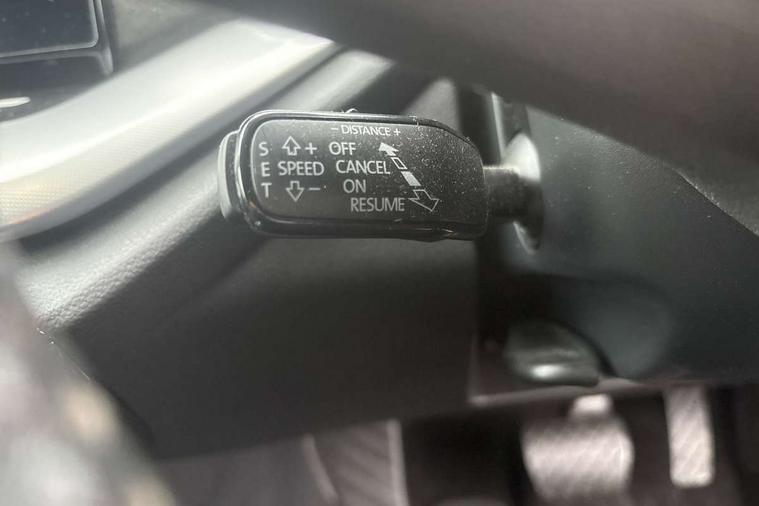 − DISTANCE +
S + OFF
E SPEED CANCEL
T − ON
RESUME